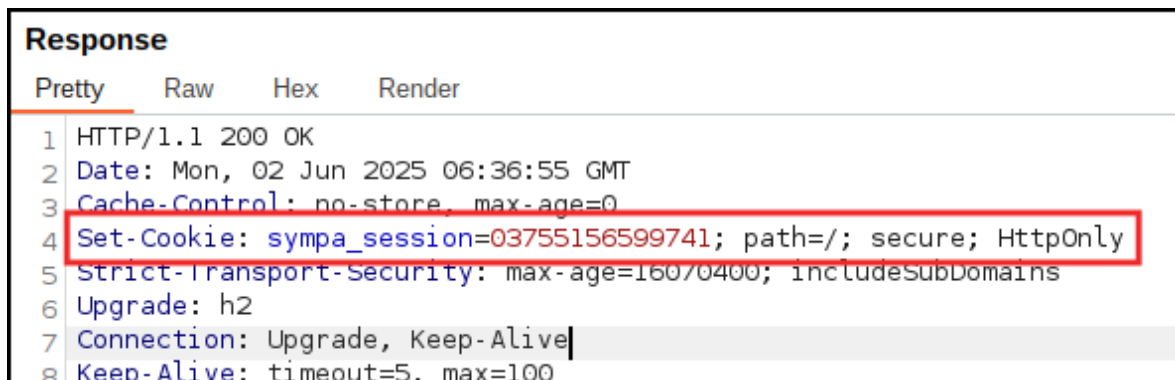 Response
Pretty Raw Hex Render
1 HTTP/1.1 200 OK
2 Date: Mon, 02 Jun 2025 06:36:55 GMT
3 Cache-Control: no-store, max-age=0
4 Set-Cookie: sympa_session=03755156599741; path=/; secure; HttpOnly
5 Strict-Transport-Security: max-age=16070400; includeSubDomains
6 Upgrade: h2
7 Connection: Upgrade, Keep-Alive
8 Keep-Alive: timeout=5, max=100